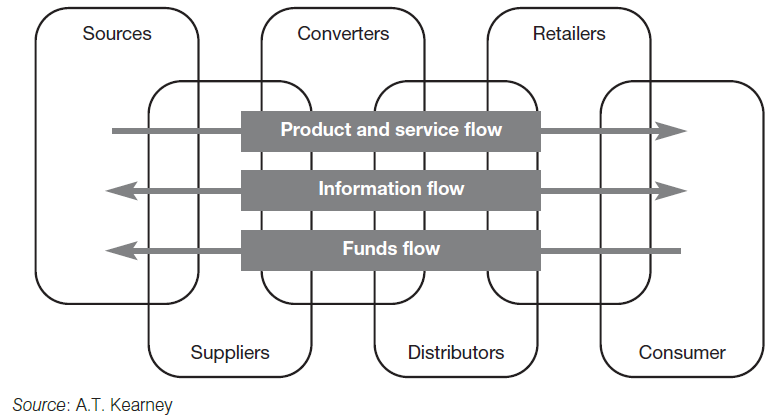 Sources
Converters
Retailers
Product and service flow
Information flow
Funds flow
Suppliers
Distributors
Consumer
Source: A.T. Kearney